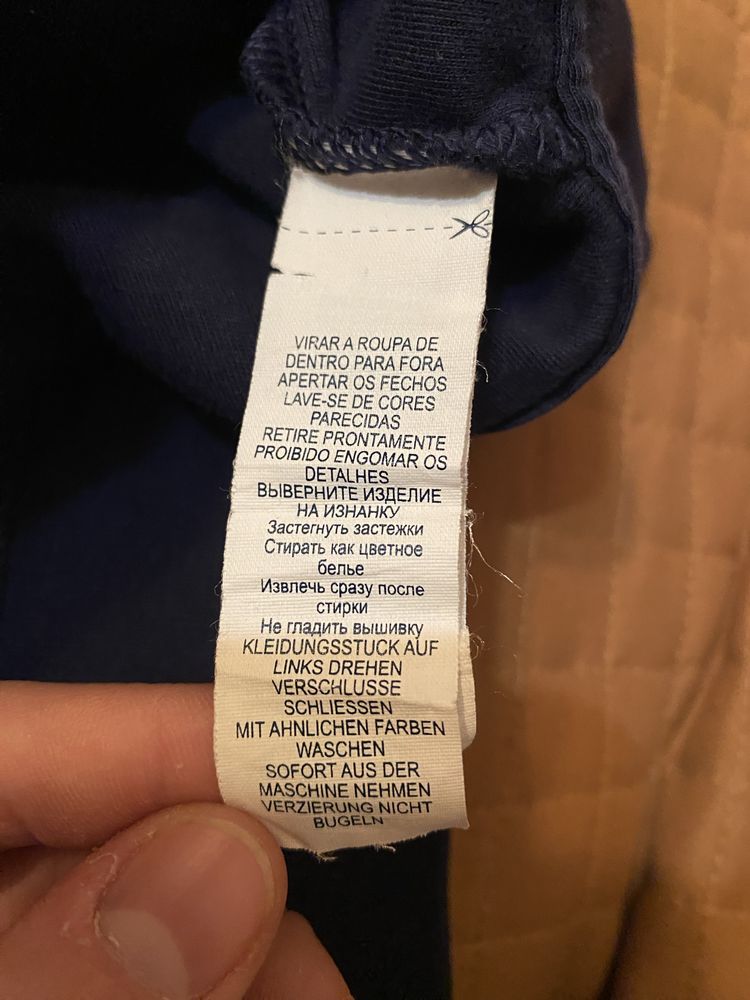 VIRAR A ROUPA DE
DENTRO PARA FORA
APERTAR OS FECHOS
LAVE-SE DE CORES
PARECIDAS
RETIRE PRONTAMENTE
PROIBIDO ENGOMAR OS
DETALHES
ВЫВЕРНИТЕ ИЗДЕЛИЕ
НА ИЗНАНКУ
Застегнуть застежки
Стирать как цветное
белье
Извлечь сразу после
стирки
Не гладить вышивку
KLEIDUNGSSTUCK AUF
LINKS DREHEN
VERSCHLUSSE
SCHLIESSEN
MIT AHNLICHEN FARBEN
WASCHEN
SOFORT AUS DER
MASCHINE NEHMEN
VERZIERUNG NICHT
BUGELN